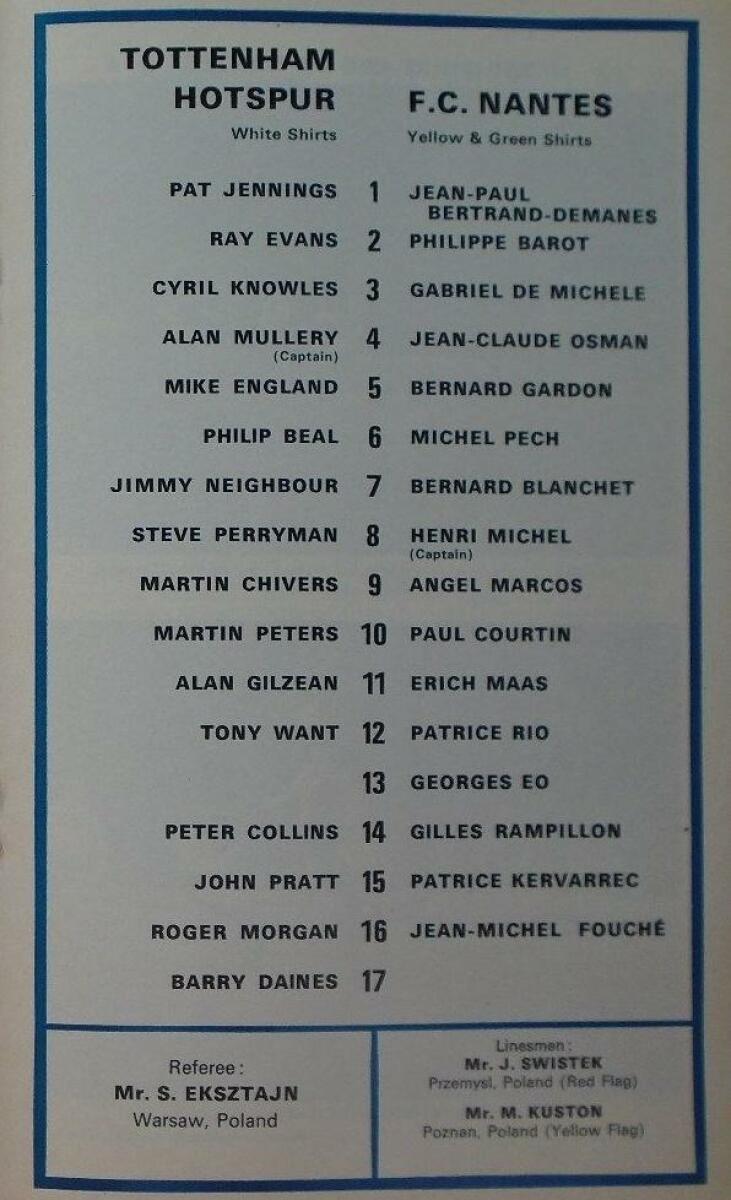 TOTTENHAM
HOTSPUR
White Shirts
F.C. NANTES
Yellow & Green Shirts
PAT JENNINGS 1 JEAN-PAUL
BERTRAND-DEMANES
RAY EVANS 2 PHILIPPE BAROT
CYRIL KNOWLES 3 GABRIEL DE MICHELE
ALAN MULLERY 4 JEAN-CLAUDE OSMAN
(Captain)
MIKE ENGLAND 5 BERNARD GARDON
PHILIP BEAL 6 MICHEL PECH
JIMMY NEIGHBOUR 7 BERNARD BLANCHET
STEVE PERRYMAN 8 HENRI MICHEL
(Captain)
MARTIN CHIVERS 9 ANGEL MARCOS
MARTIN PETERS 10 PAUL COURTIN
ALAN GILZEAN 11 ERICH MAAS
TONY WANT 12 PATRICE RIO
13 GEORGES EO
PETER COLLINS 14 GILLES RAMPILLON
JOHN PRATT 15 PATRICE KERVARREC
ROGER MORGAN 16 JEAN-MICHEL FOUCHÉ
BARRY DAINES 17
Referee:
Mr. S. EKSZTAJN
Warsaw, Poland
Linesmen:
Mr. J. SWISTEK
Przemysl, Poland (Red Flag)
Mr. M. KUSTON
Poznan, Poland (Yellow Flag)